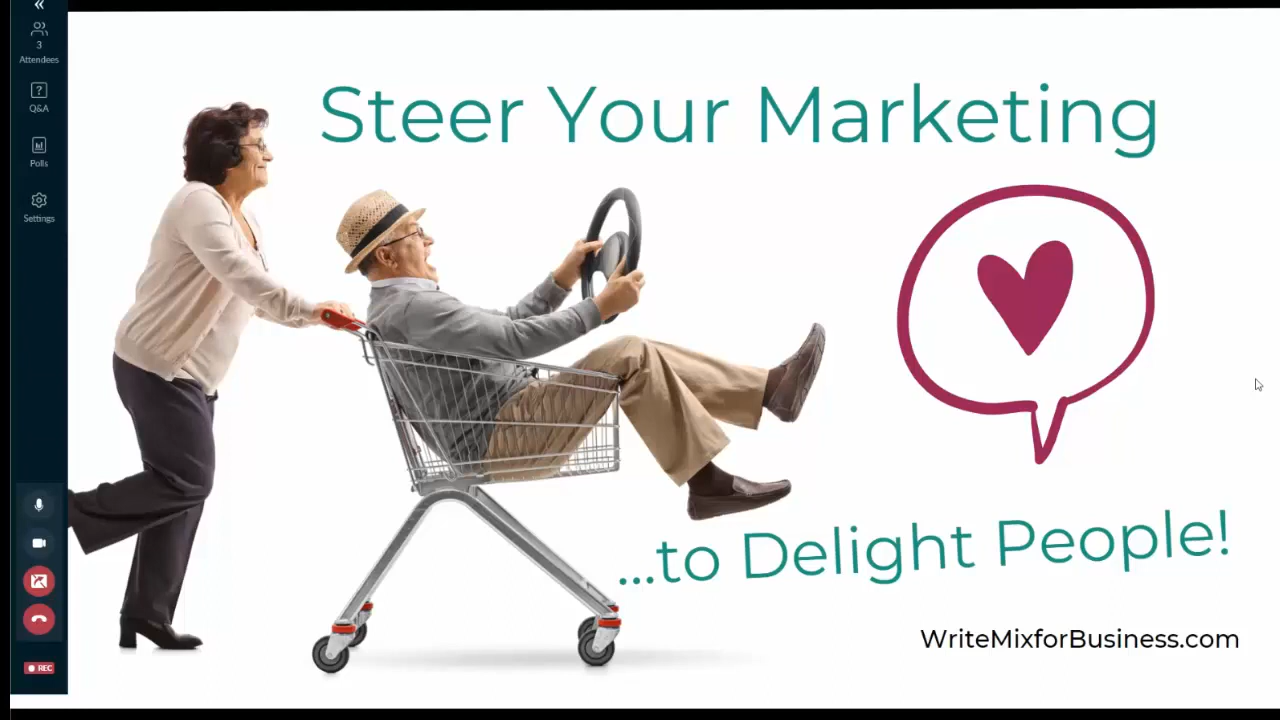 3
Attendees
Q&A
Polls
Settings
REC
Steer Your Marketing
...to Delight People!
WriteMixforBusiness.com